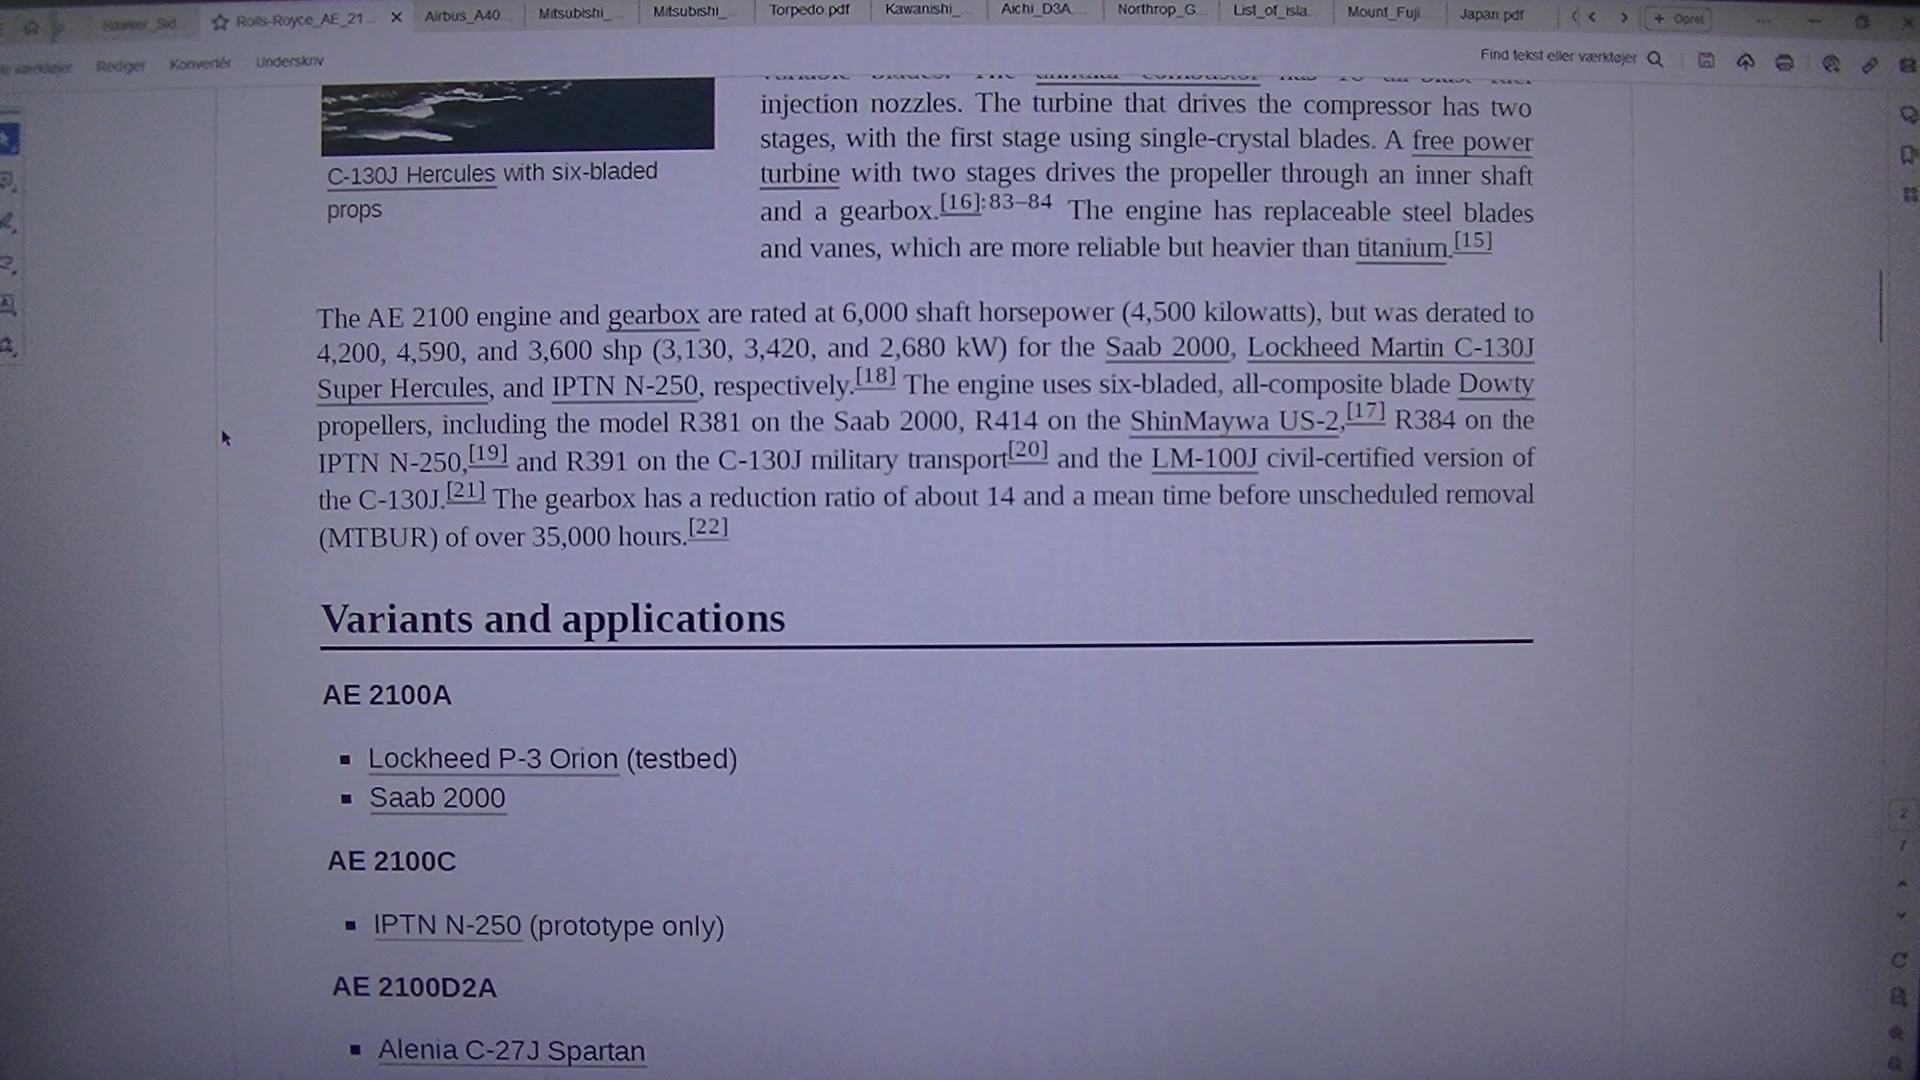 Rolls-Royce_AE_21...
Airbus_A40...
Mitsubishi_...
Mitsubishi_...
Torpedo.pdf
Kawanishi_...
Aichi_D3A...
Northrop_G...
List_of_isla...
Mount_Fuji...
Japan.pdf
+ Opret
Rediger
Konvertér
Underskriv
Find tekst eller værktøjer
injection nozzles. The turbine that drives the compressor has two
stages, with the first stage using single-crystal blades. A free power
turbine with two stages drives the propeller through an inner shaft
and a gearbox.[16]:83–84 The engine has replaceable steel blades
and vanes, which are more reliable but heavier than titanium.[15]
C-130J Hercules with six-bladed
props
The AE 2100 engine and gearbox are rated at 6,000 shaft horsepower (4,500 kilowatts), but was derated to
4,200, 4,590, and 3,600 shp (3,130, 3,420, and 2,680 kW) for the Saab 2000, Lockheed Martin C-130J
Super Hercules, and IPTN N-250, respectively.[18] The engine uses six-bladed, all-composite blade Dowty
propellers, including the model R381 on the Saab 2000, R414 on the ShinMaywa US-2,[17] R384 on the
IPTN N-250,[19] and R391 on the C-130J military transport[20] and the LM-100J civil-certified version of
the C-130J.[21] The gearbox has a reduction ratio of about 14 and a mean time before unscheduled removal
(MTBUR) of over 35,000 hours.[22]
Variants and applications
AE 2100A
▪ Lockheed P-3 Orion (testbed)
▪ Saab 2000
AE 2100C
▪ IPTN N-250 (prototype only)
AE 2100D2A
▪ Alenia C-27J Spartan
2